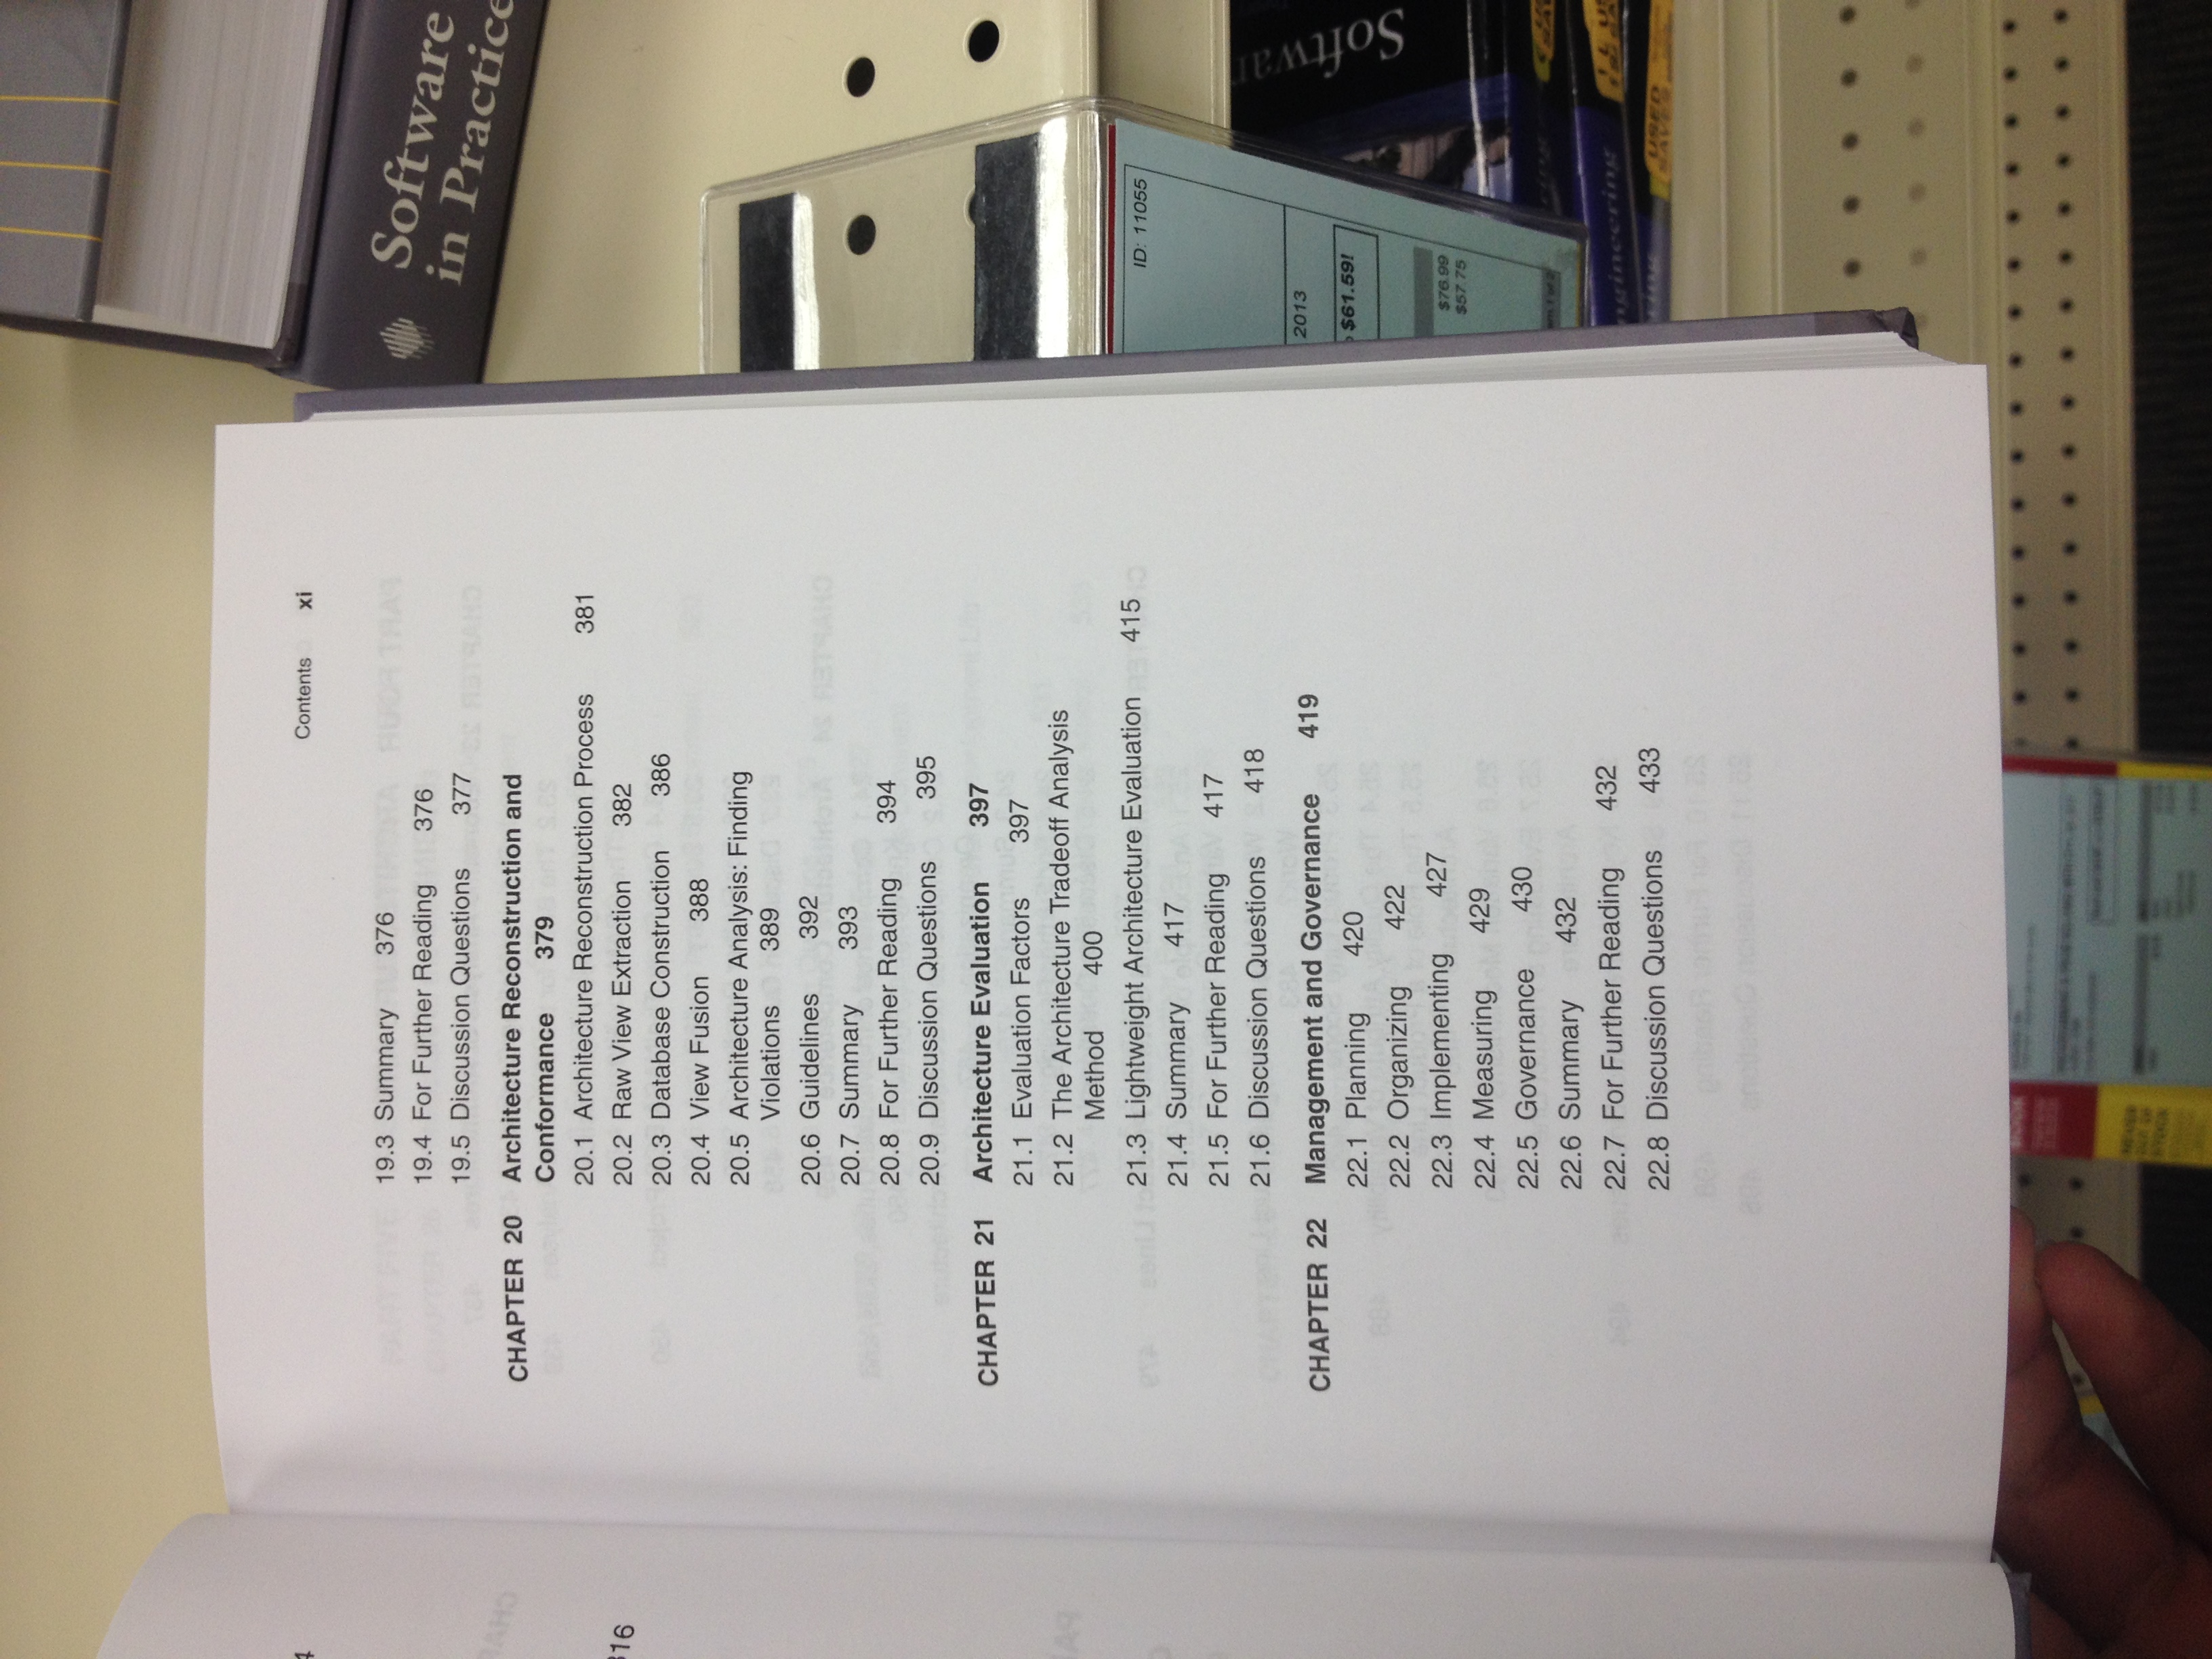 Contents xi
19.3 Summary 376
19.4 For Further Reading 376
19.5 Discussion Questions 377
CHAPTER 20 Architecture Reconstruction and
Conformance 379
20.1 Architecture Reconstruction Process 381
20.2 Raw View Extraction 382
20.3 Database Construction 386
20.4 View Fusion 388
20.5 Architecture Analysis: Finding
Violations 389
20.6 Guidelines 392
20.7 Summary 393
20.8 For Further Reading 394
20.9 Discussion Questions 395
CHAPTER 21 Architecture Evaluation 397
21.1 Evaluation Factors 397
21.2 The Architecture Tradeoff Analysis
Method 400
21.3 Lightweight Architecture Evaluation 415
21.4 Summary 417
21.5 For Further Reading 417
21.6 Discussion Questions 418
CHAPTER 22 Management and Governance 419
22.1 Planning 420
22.2 Organizing 422
22.3 Implementing 427
22.4 Measuring 429
22.5 Governance 430
22.6 Summary 432
22.7 For Further Reading 432
22.8 Discussion Questions 433
Software
in Practice
ID: 11055
2013
$61.59!
$76.99
$57.75
Software
USED
SAVES
BOOK
NEVER
OUT OF
STOCK